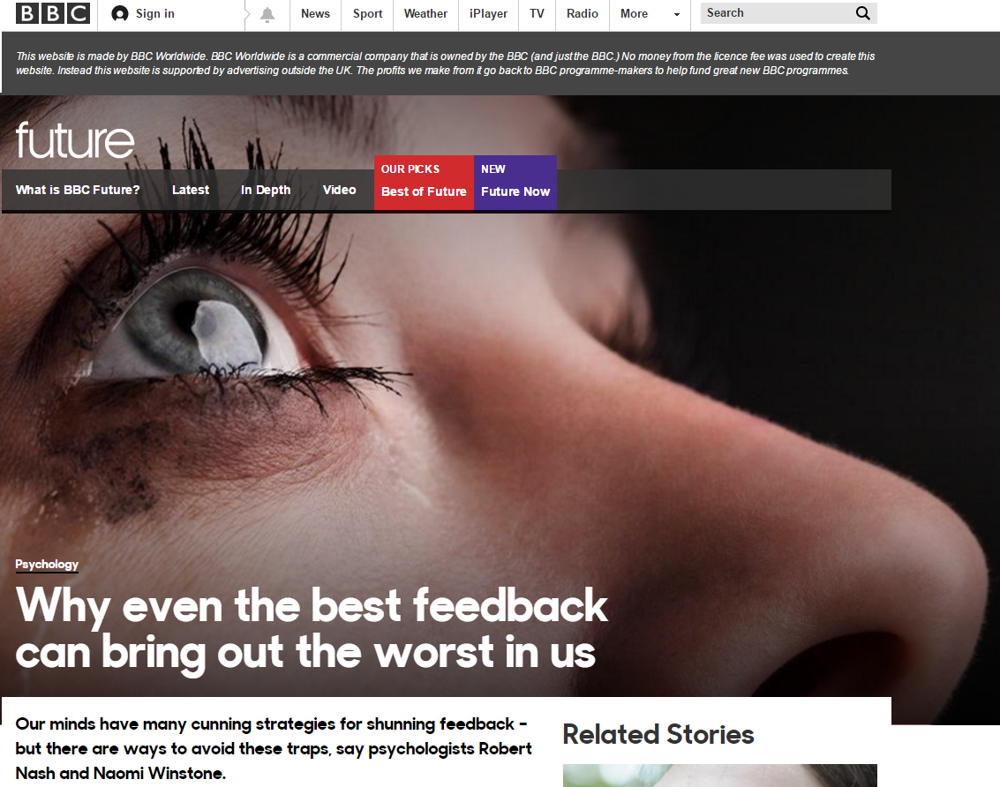 BBC
Sign in
News
Sport
Weather
iPlayer
TV
Radio
More
Search
This website is made by BBC Worldwide. BBC Worldwide is a commercial company that is owned by the BBC (and just the BBC.) No money from the licence fee was used to create this
website. Instead this website is supported by advertising outside the UK. The profits we make from it go back to BBC programme-makers to help fund great new BBC programmes.
future
What is BBC Future?
Latest
In Depth
Video
OUR PICKS
Best of Future
NEW
Future Now
Psychology
Why even the best feedback
can bring out the worst in us
Our minds have many cunning strategies for shunning feedback –
but there are ways to avoid these traps, say psychologists Robert
Nash and Naomi Winstone.
Related Stories